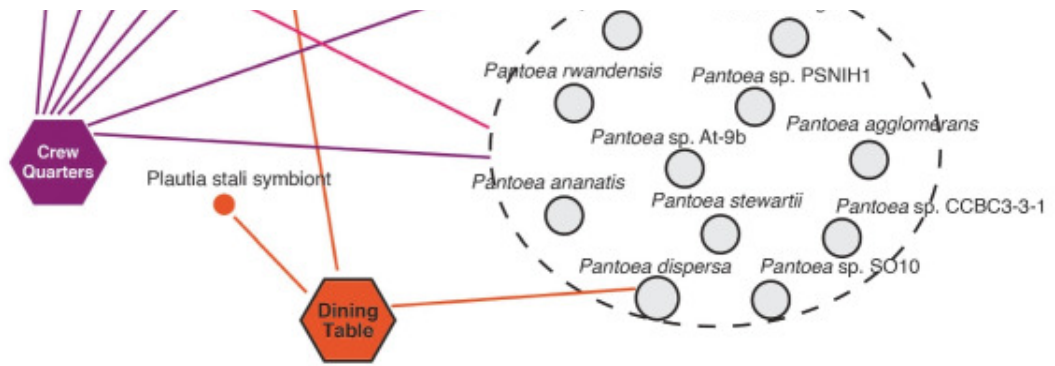 Pantoea rwandensis
Pantoea sp. PSNIH1
Pantoea sp. At-9b
Pantoea agglomerans
Crew
Quarters
Plautia stali symbiont
Pantoea ananatis
Pantoea stewartii
Pantoea sp. CCBC3-3-1
Pantoea dispersa
Pantoea sp. SO10
Dining
Table